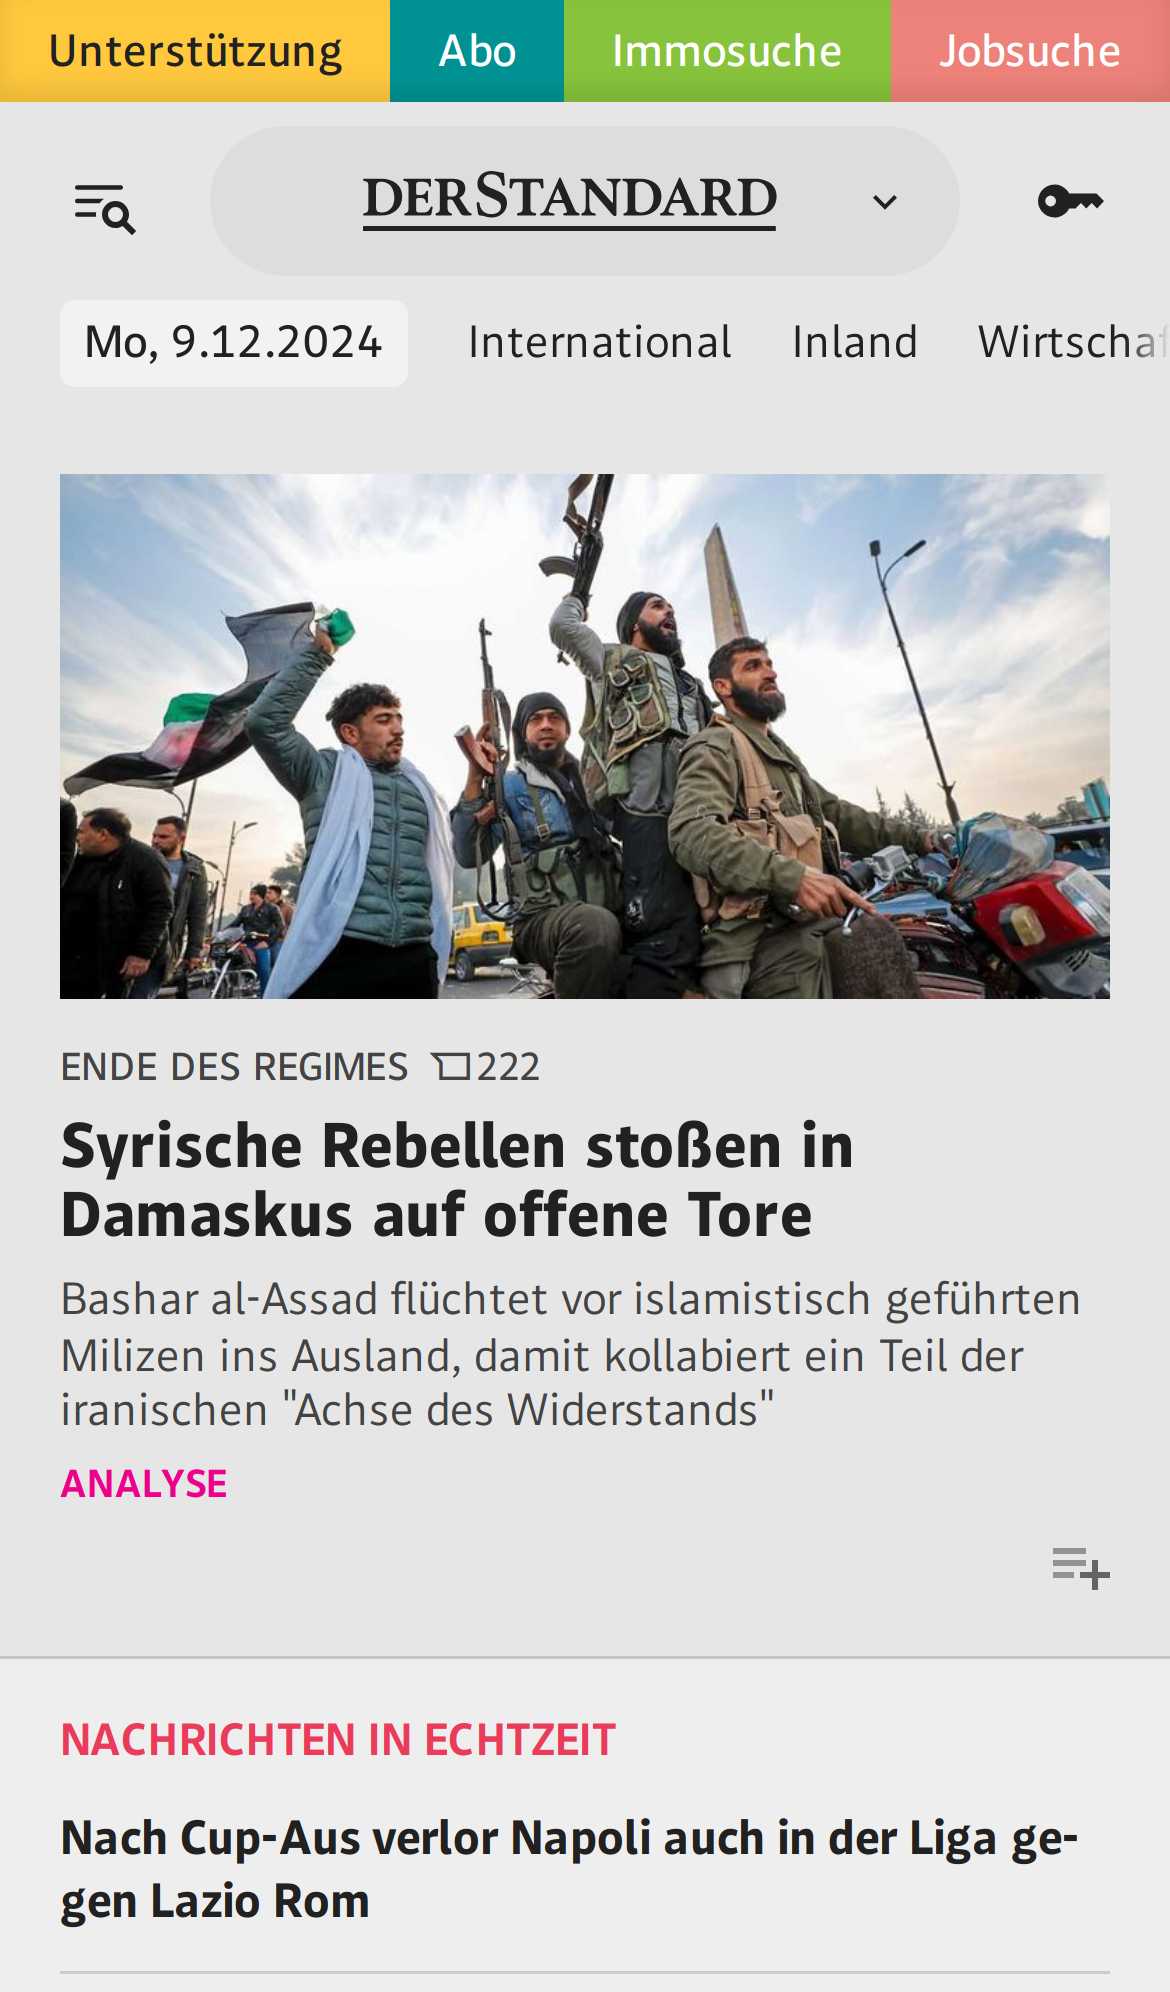 Unterstützung Abo Immosuche Jobsuche
DERSTANDARD
Mo, 9.12.2024 International Inland
ENDE DES REGIMES 222
Syrische Rebellen stoßen in
Damaskus auf offene Tore
Bashar al-Assad flüchtet vor islamistisch geführten
Milizen ins Ausland, damit kollabiert ein Teil der
iranischen "Achse des Widerstands"
ANALYSE
NACHRICHTEN IN ECHTZEIT
Nach Cup-Aus verlor Napoli auch in der Liga ge-
gen Lazio Rom